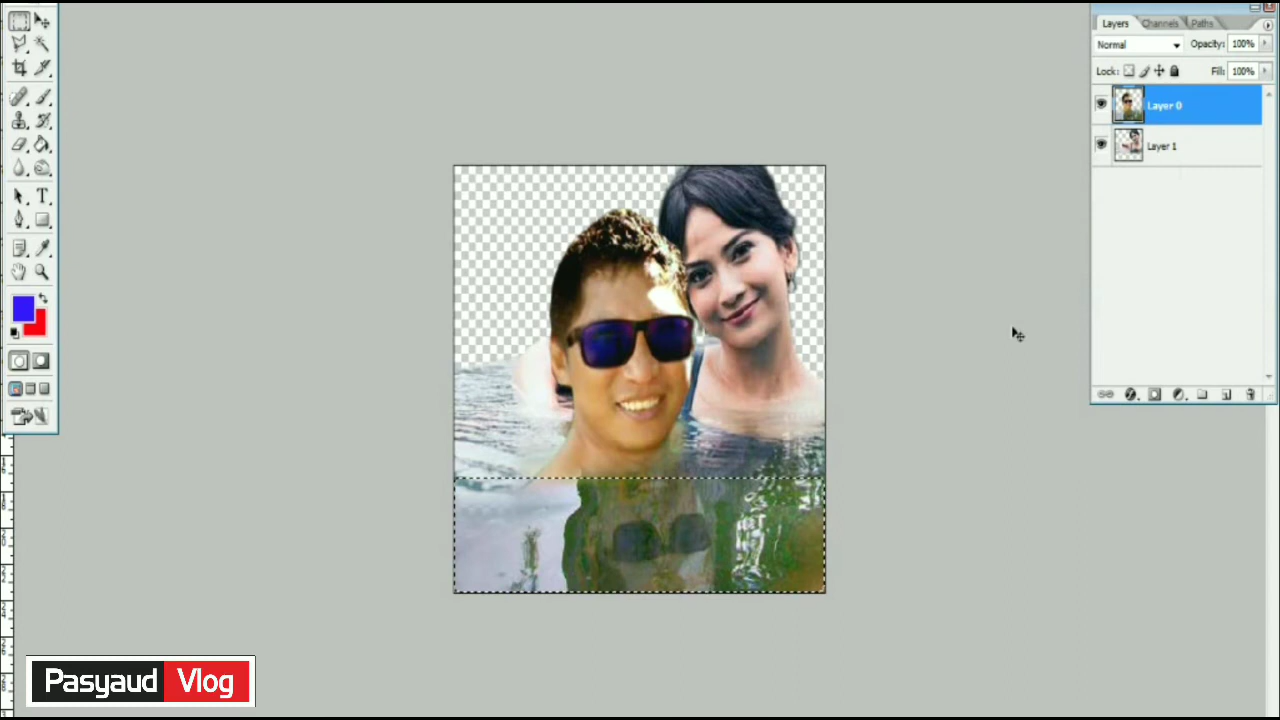 Layers Channels Paths
Normal Opacity: 100%
Lock: Fill: 100%
Layer 0
Layer 1
Pasyaud Vlog